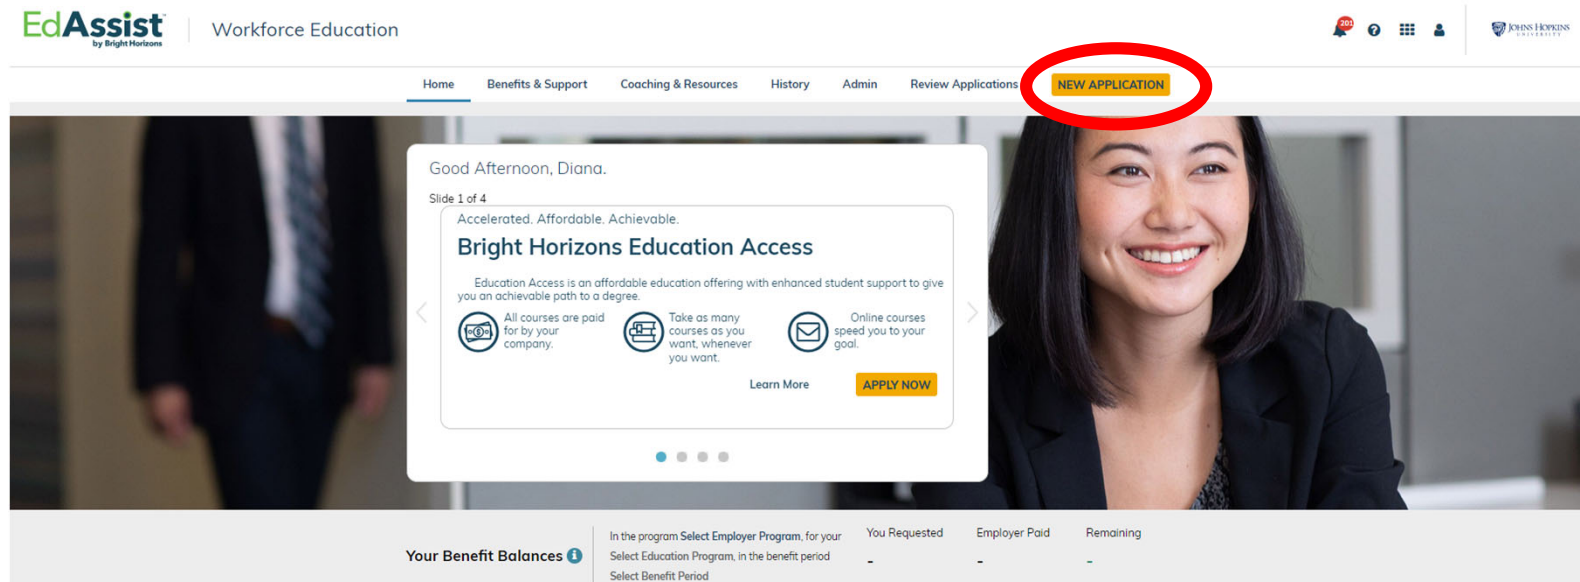 EdAssist
by Bright Horizons
Workforce Education
201
JOHNS HOPKINS
UNIVERSITY
Home Benefits & Support Coaching & Resources History Admin Review Applications NEW APPLICATION
Good Afternoon, Diana.
Slide 1 of 4
Accelerated. Affordable. Achievable.
Bright Horizons Education Access
Education Access is an affordable education offering with enhanced student support to give
you an achievable path to a degree.
All courses are paid
for by your
company.
Take as many
courses as you
want, whenever
you want.
Online courses
speed you to your
goal.
Learn More APPLY NOW
Your Benefit Balances
In the program Select Employer Program, for your
Select Education Program, in the benefit period
Select Benefit Period
You Requested Employer Paid Remaining
- - -